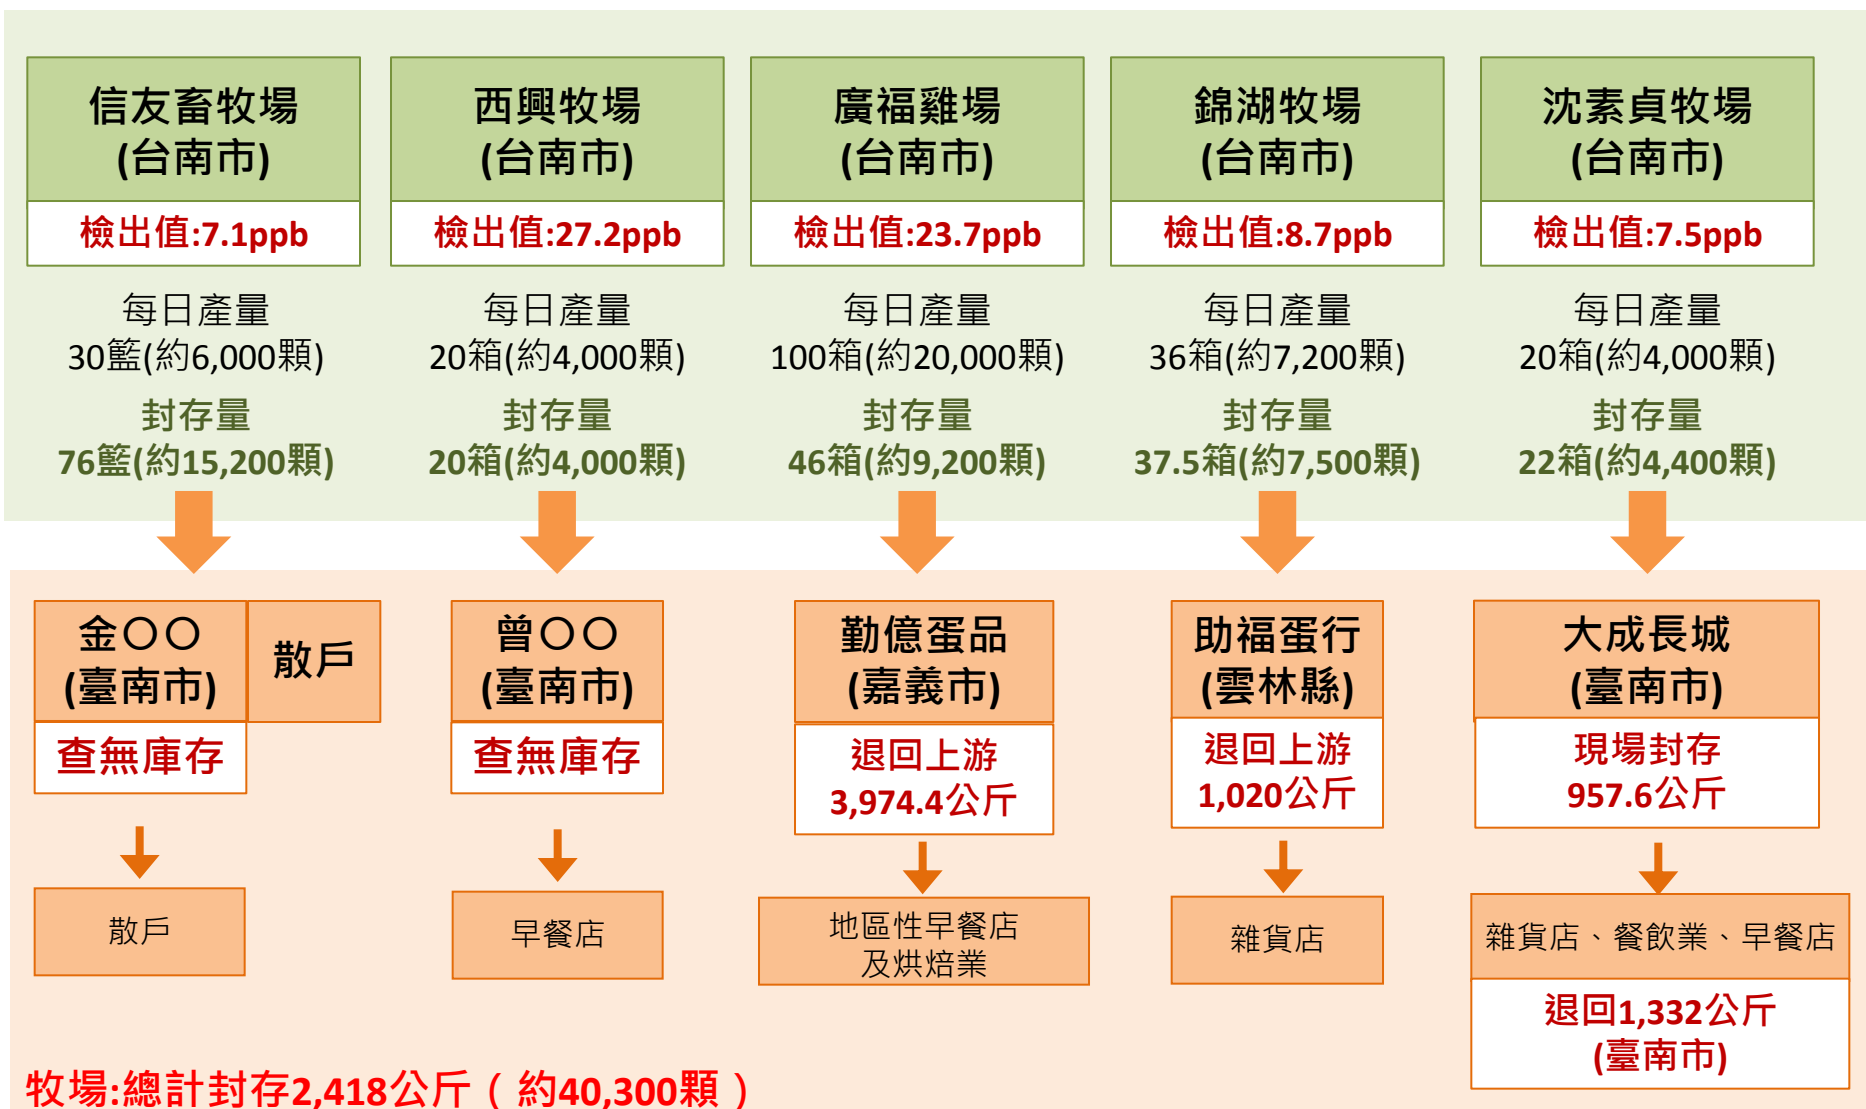 信友畜牧場
(台南市)
檢出值:7.1ppb
每日產量
30籃(約6,000顆)
封存量
76籃(約15,200顆)
西興牧場
(台南市)
檢出值:27.2ppb
每日產量
20箱(約4,000顆)
封存量
20箱(約4,000顆)
廣福雞場
(台南市)
檢出值:23.7ppb
每日產量
100箱(約20,000顆)
封存量
46箱(約9,200顆)
錦湖牧場
(台南市)
檢出值:8.7ppb
每日產量
36箱(約7,200顆)
封存量
37.5箱(約7,500顆)
沈素貞牧場
(台南市)
檢出值:7.5ppb
每日產量
20箱(約4,000顆)
封存量
22箱(約4,400顆)
金〇〇
(臺南市)
散戶
查無庫存
散戶
曾〇〇
(臺南市)
查無庫存
早餐店
勤億蛋品
(嘉義市)
退回上游
3,974.4公斤
地區性早餐店
及烘焙業
助福蛋行
(雲林縣)
退回上游
1,020公斤
雜貨店
大成長城
(臺南市)
現場封存
957.6公斤
雜貨店、餐飲業、早餐店
退回1,332公斤
(臺南市)
牧場:總計封存2,418公斤（約40,300顆）